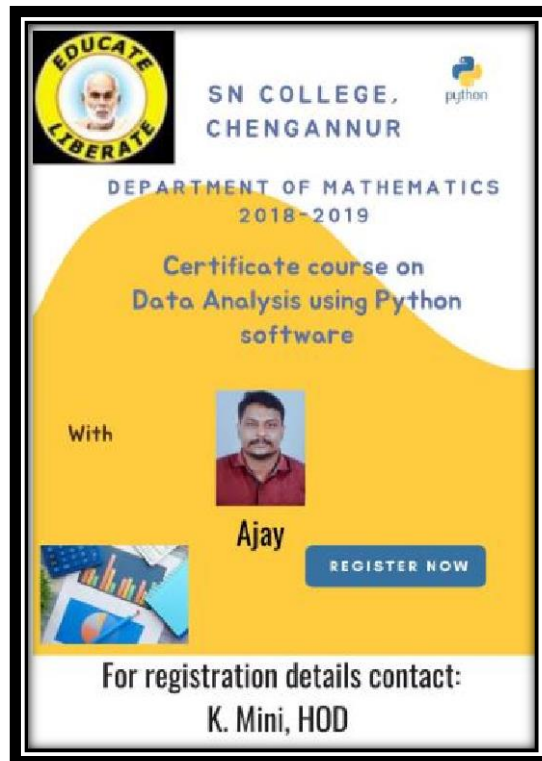 EDUCATE
LIBERATE
python
SN COLLEGE,
CHENGANNUR
DEPARTMENT OF MATHEMATICS
2018-2019
Certificate course on
Data Analysis using Python
software
With
Ajay
REGISTER NOW
For registration details contact:
K. Mini, HOD